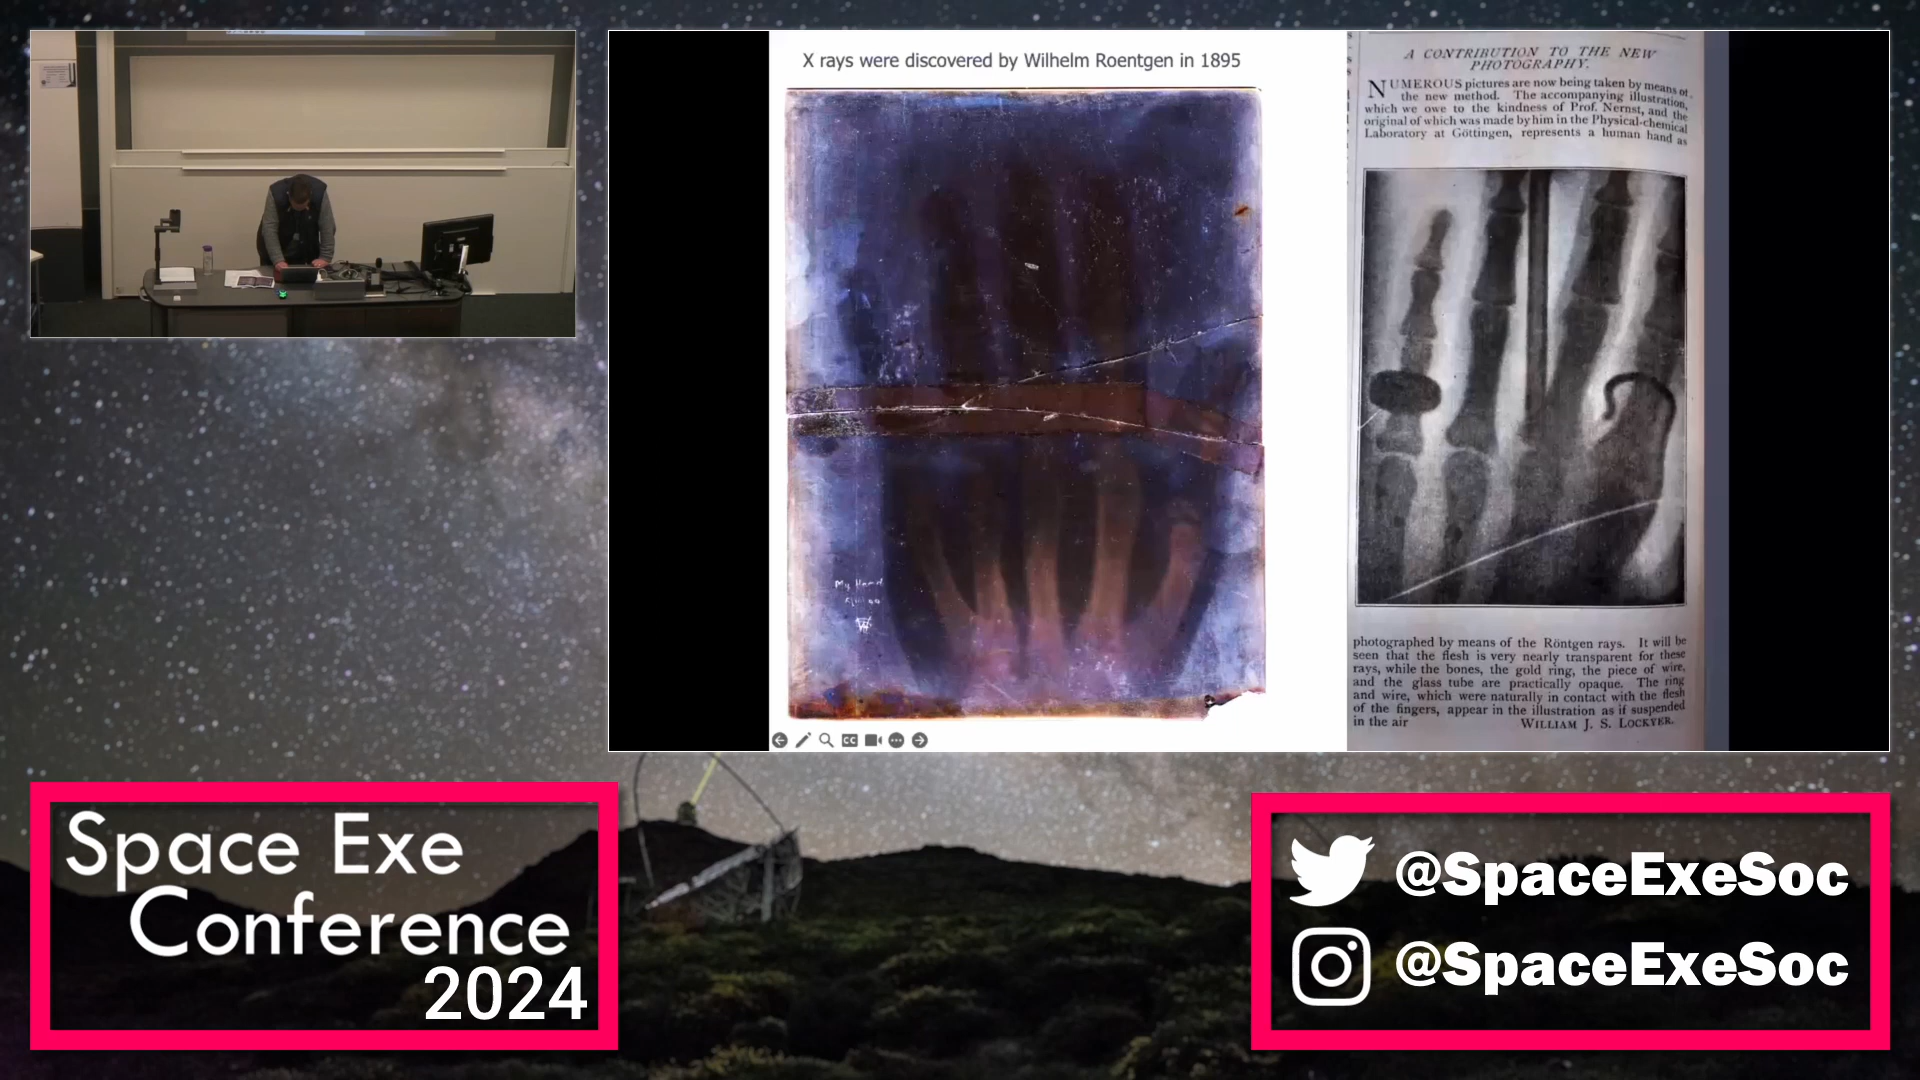 X rays were discovered by Wilhelm Roentgen in 1895
My Hand
A CONTRIBUTION TO THE NEW
PHOTOGRAPHY.
NUMEROUS pictures are now being taken by means of
the new method. The accompanying illustration,
which we owe to the kindness of Prof. Nernst, and the
original of which was made by him in the Physical-chemical
Laboratory at Göttingen, represents a human hand as
photographed by means of the Röntgen rays. It will be
seen that the flesh is very nearly transparent for these
rays, while the bones, the gold ring, the piece of wire,
and the glass tube are practically opaque. The ring
and wire, which were naturally in contact with the flesh
of the fingers, appear in the illustration as if suspended
in the air WILLIAM J. S. LOCKYER.
CC
Space Exe
Conference
2024
@SpaceExeSoc
@SpaceExeSoc